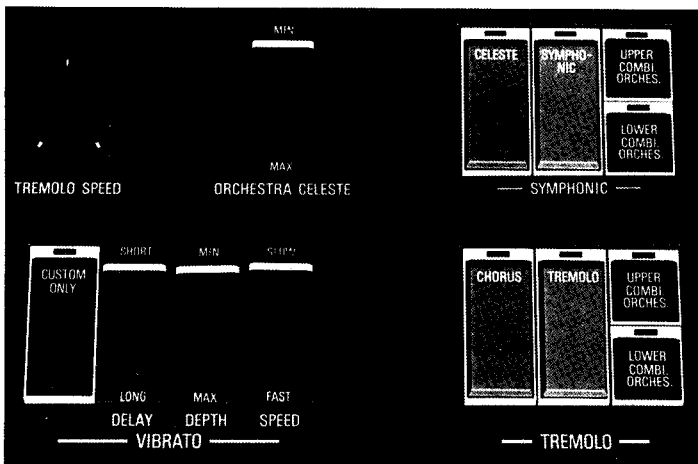 MIN
MAX
TREMOLO SPEED
ORCHESTRA CELESTE
CELESTE
SYMPHO-
NIC
UPPER
COMBI.
ORCHES.
LOWER
COMBI.
ORCHES.
SYMPHONIC
CUSTOM
ONLY
SHORT
MIN
SLOW
LONG
MAX
FAST
DELAY
DEPTH
SPEED
VIBRATO
CHORUS
TREMOLO
UPPER
COMBI.
ORCHES.
LOWER
COMBI.
ORCHES.
TREMOLO